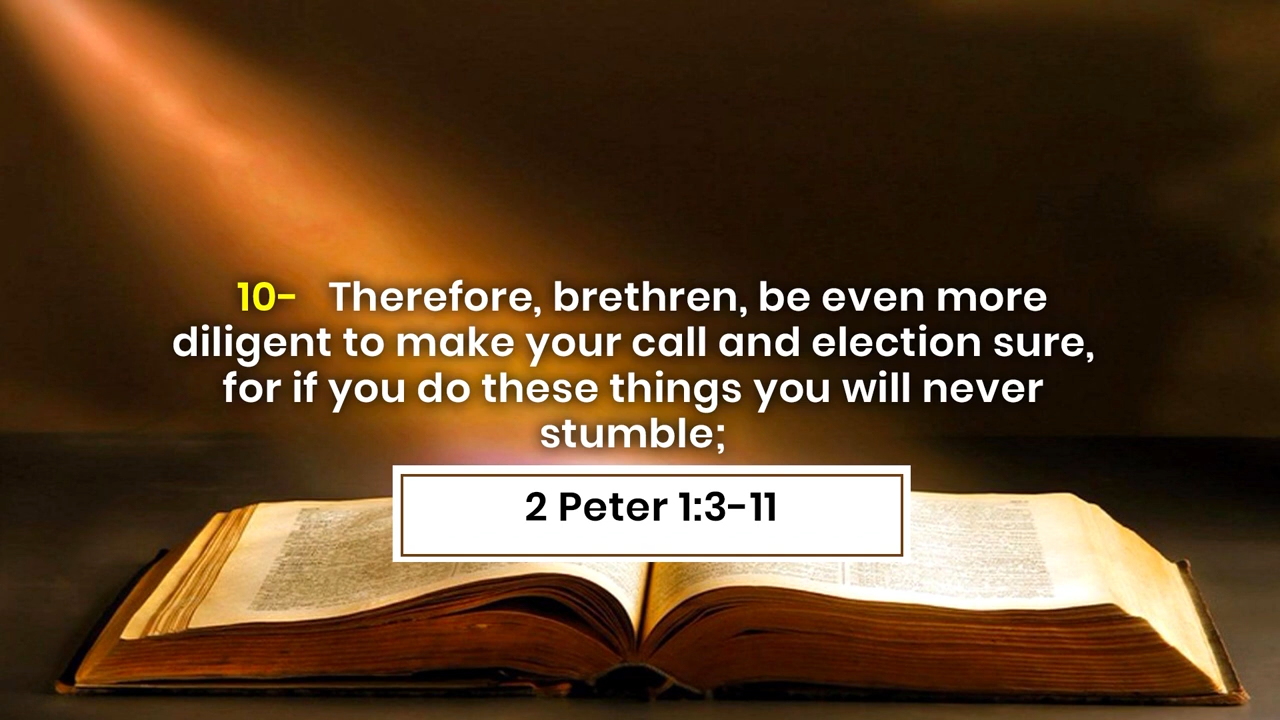 10- Therefore, brethren, be even more
diligent to make your call and election sure,
for if you do these things you will never
stumble;
2 Peter 1:3-11